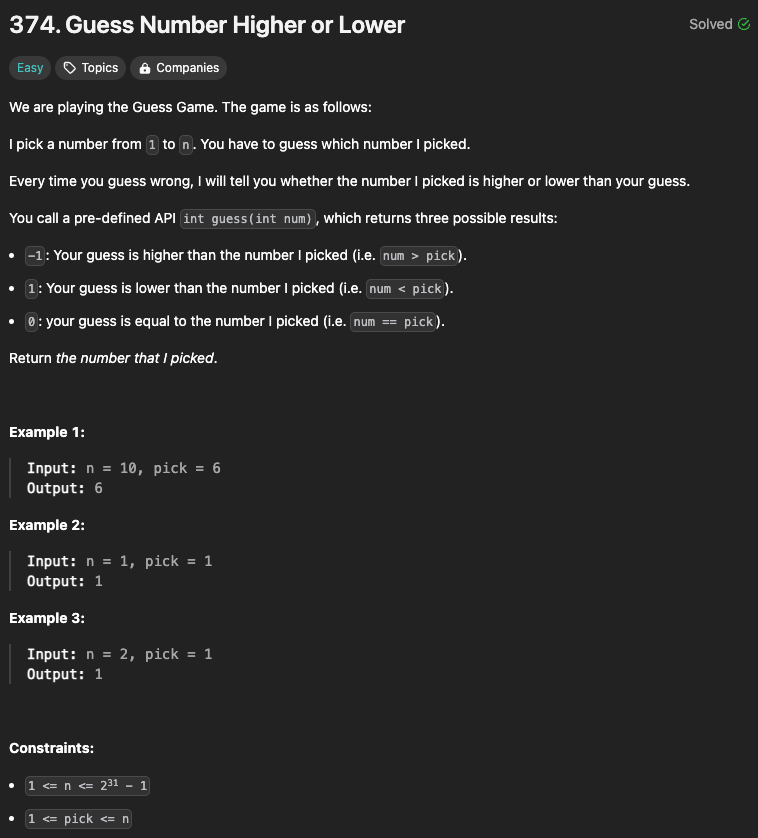 374. Guess Number Higher or Lower
Solved
Easy
Topics
Companies
We are playing the Guess Game. The game is as follows:
I pick a number from 1 to n. You have to guess which number I picked.
Every time you guess wrong, I will tell you whether the number I picked is higher or lower than your guess.
You call a pre-defined API int guess(int num), which returns three possible results:
• -1: Your guess is higher than the number I picked (i.e. num > pick).
• 1: Your guess is lower than the number I picked (i.e. num < pick).
• 0: your guess is equal to the number I picked (i.e. num == pick).
Return the number that I picked.
Example 1:
Input: n = 10, pick = 6
Output: 6
Example 2:
Input: n = 1, pick = 1
Output: 1
Example 3:
Input: n = 2, pick = 1
Output: 1
Constraints:
• 1 <= n <= 2³¹ - 1
• 1 <= pick <= n